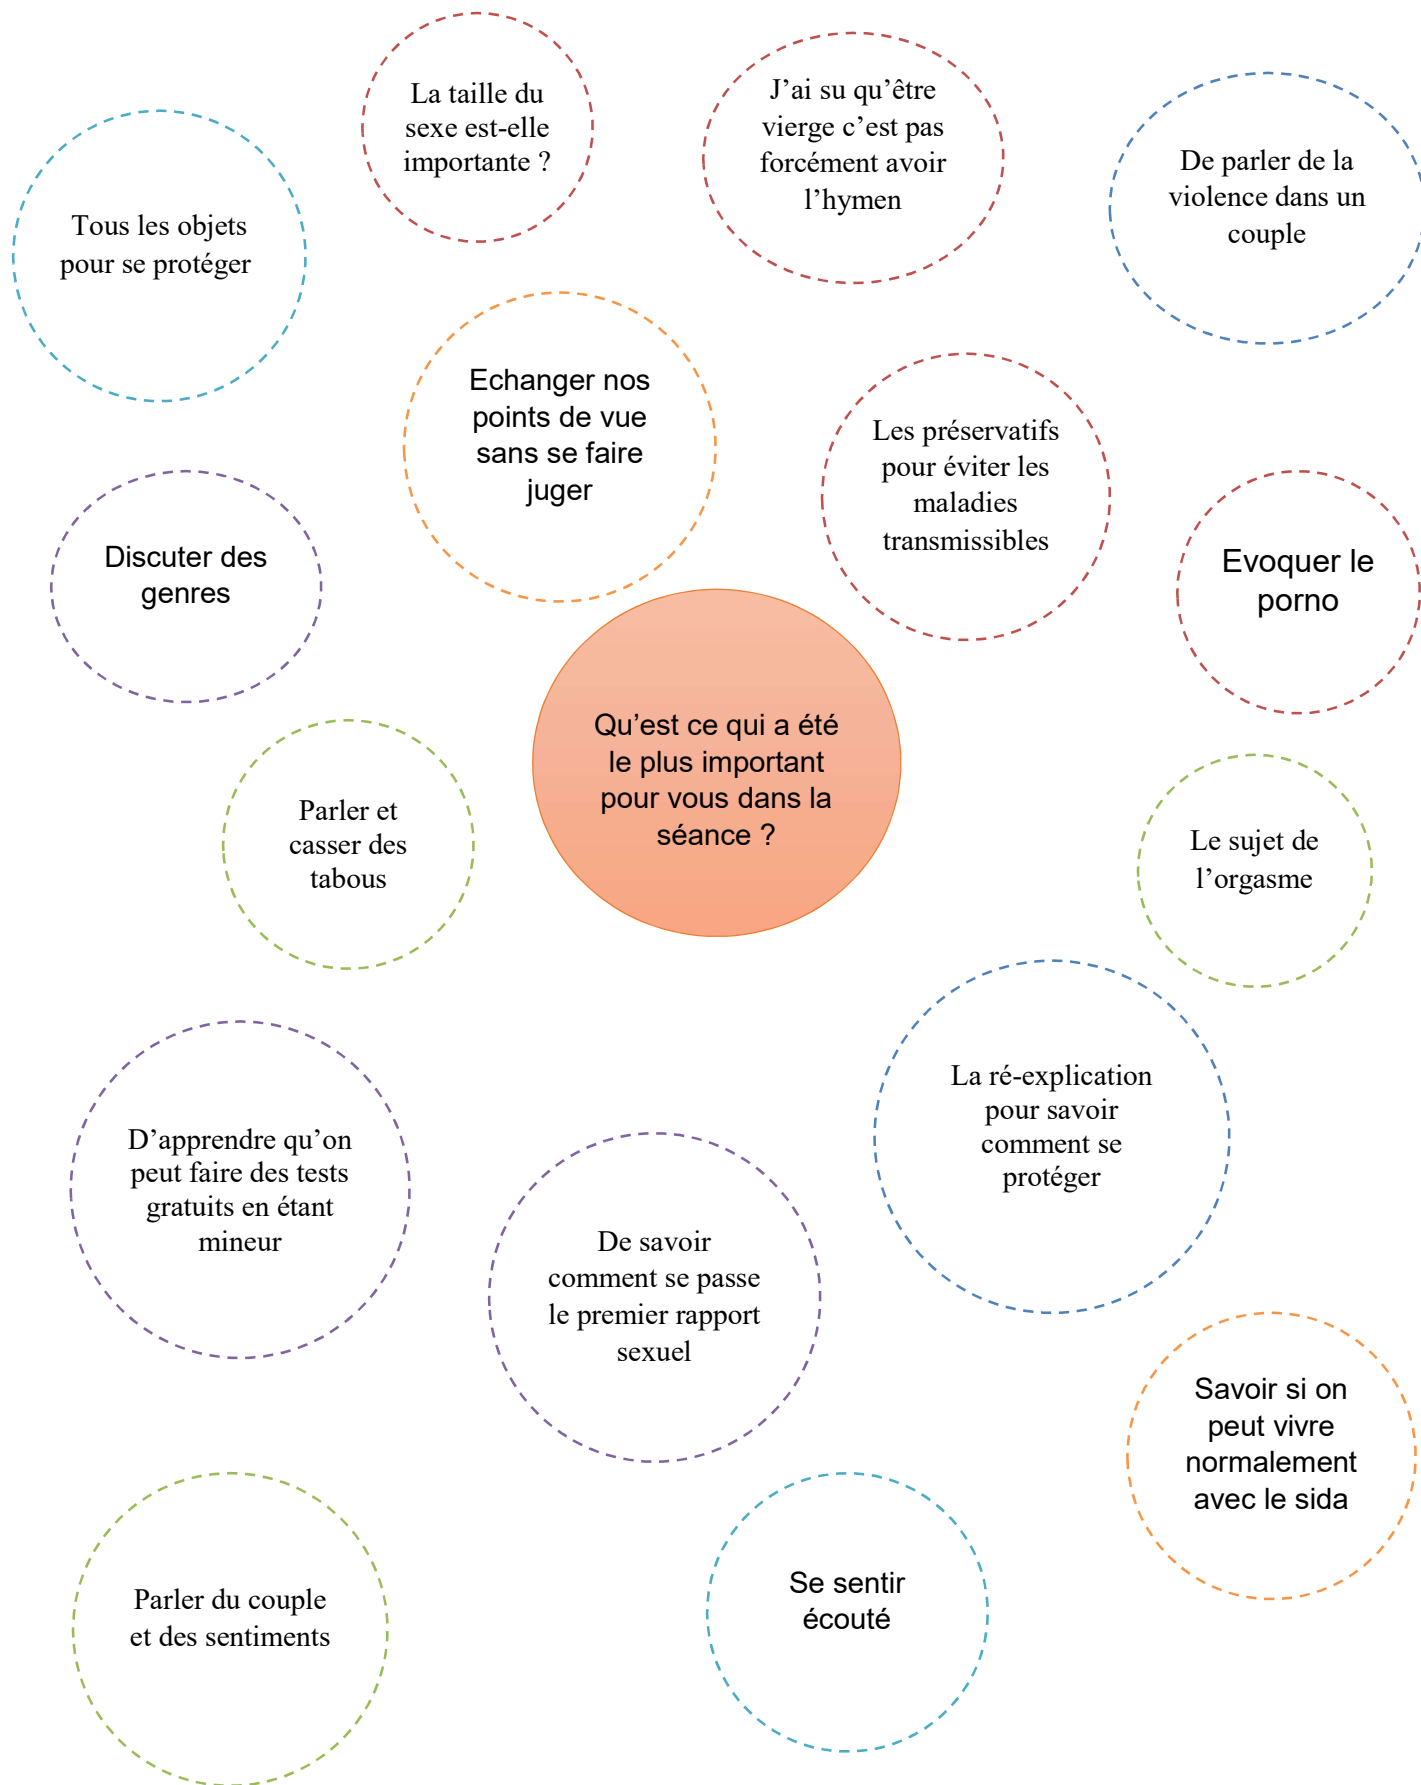 La taille du
sexe est-elle
importante ?
J’ai su qu’être
vierge c’est pas
forcément avoir
l’hymen
De parler de la
violence dans un
couple
Tous les objets
pour se protéger
Echanger nos
points de vue
sans se faire
juger
Les préservatifs
pour éviter les
maladies
transmissibles
Discuter des
genres
Evoquer le
porno
Qu’est ce qui a été
le plus important
pour vous dans la
séance ?
Parler et
casser des
tabous
Le sujet de
l’orgasme
La ré-explication
pour savoir
comment se
protéger
D’apprendre qu’on
peut faire des tests
gratuits en étant
mineur
De savoir
comment se passe
le premier rapport
sexuel
Savoir si on
peut vivre
normalement
avec le sida
Parler du couple
et des sentiments
Se sentir
écouté